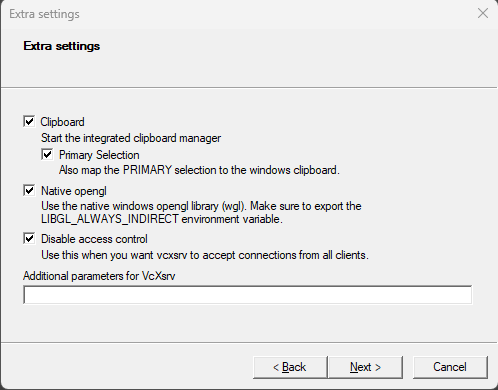 Extra settings
Extra settings
Clipboard
Start the integrated clipboard manager
Primary Selection
Also map the PRIMARY selection to the windows clipboard.
Native opengl
Use the native windows opengl library (wgl). Make sure to export the
LIBGL_ALWAYS_INDIRECT environment variable.
Disable access control
Use this when you want vcxsrv to accept connections from all clients.
Additional parameters for VcXsrv
< Back Next > Cancel